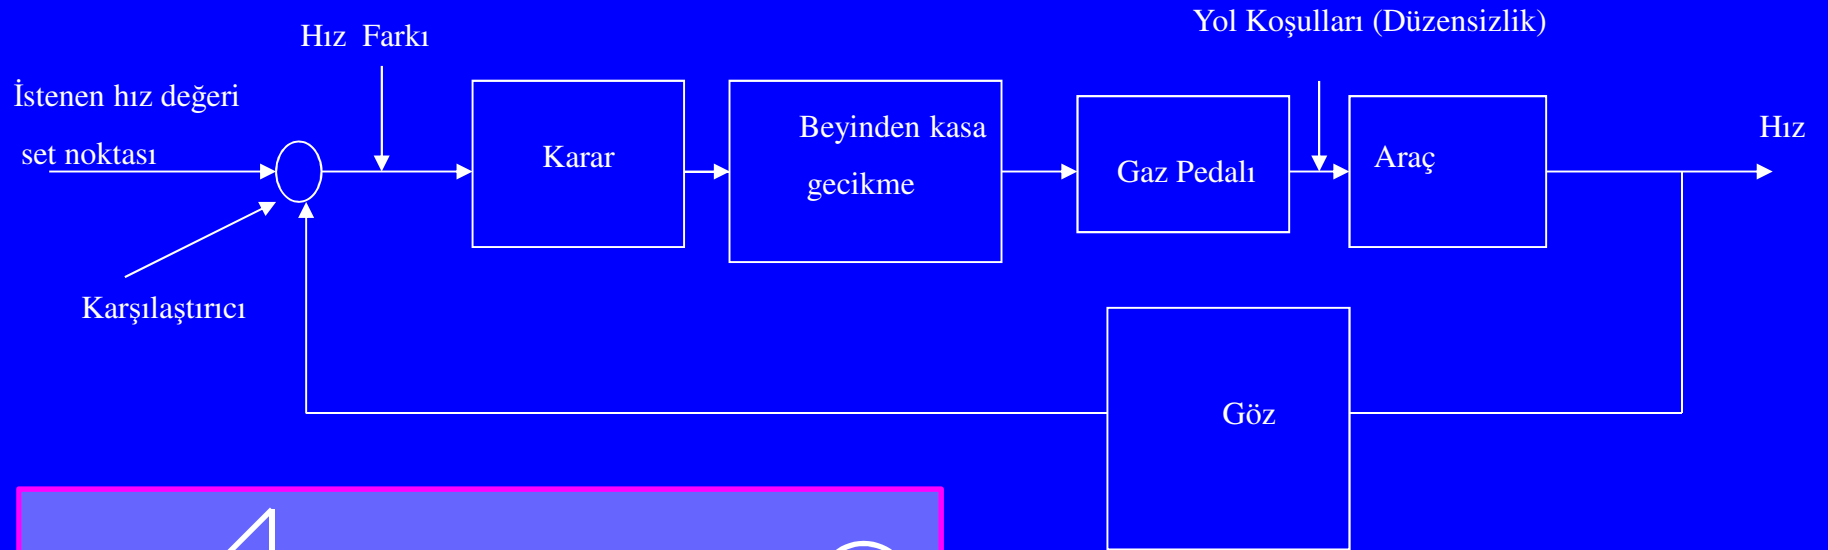 Yol Koşulları (Düzensizlik)
Hız Farkı
İstenen hız değeri
set noktası
Karar
Beyinden kasa
gecikme
Gaz Pedalı
Araç
Hız
Karşılaştırıcı
Göz